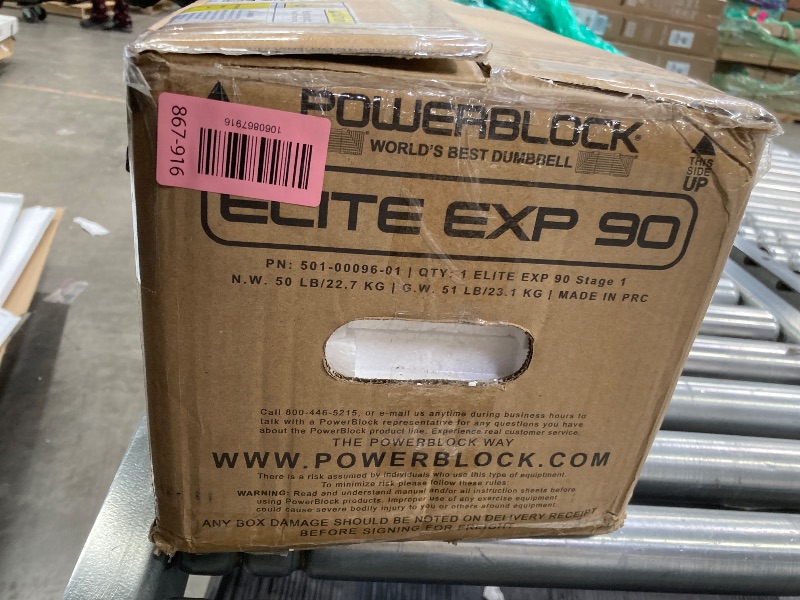 867-916
1060867916
POWERBLOCK
WORLD'S BEST DUMBBELL
THIS
SIDE
UP
ELITE EXP 90
PN: 501-00096-01 | QTY: 1 ELITE EXP 90 Stage 1
N.W. 50 LB/22.7 KG | G.W. 51 LB/23.1 KG | MADE IN PRC
Call 800-446-5215, or e-mail us anytime during business hours to
talk with a PowerBlock representative for any questions you have
about the PowerBlock product line. Experience real customer service.
THE POWERBLOCK WAY
WWW.POWERBLOCK.COM
There is a risk assumed by individuals who use this type of equipment.
To minimize risk please follow these rules
WARNING: Read and understand manual and/or all instruction sheets before
using PowerBlock products. Improper use of any exercise equipment
could cause severe bodily injury to you or others around equipment.
ANY BOX DAMAGE SHOULD BE NOTED ON DELIVERY RECEIPT
BEFORE SIGNING FOR FREIGHT